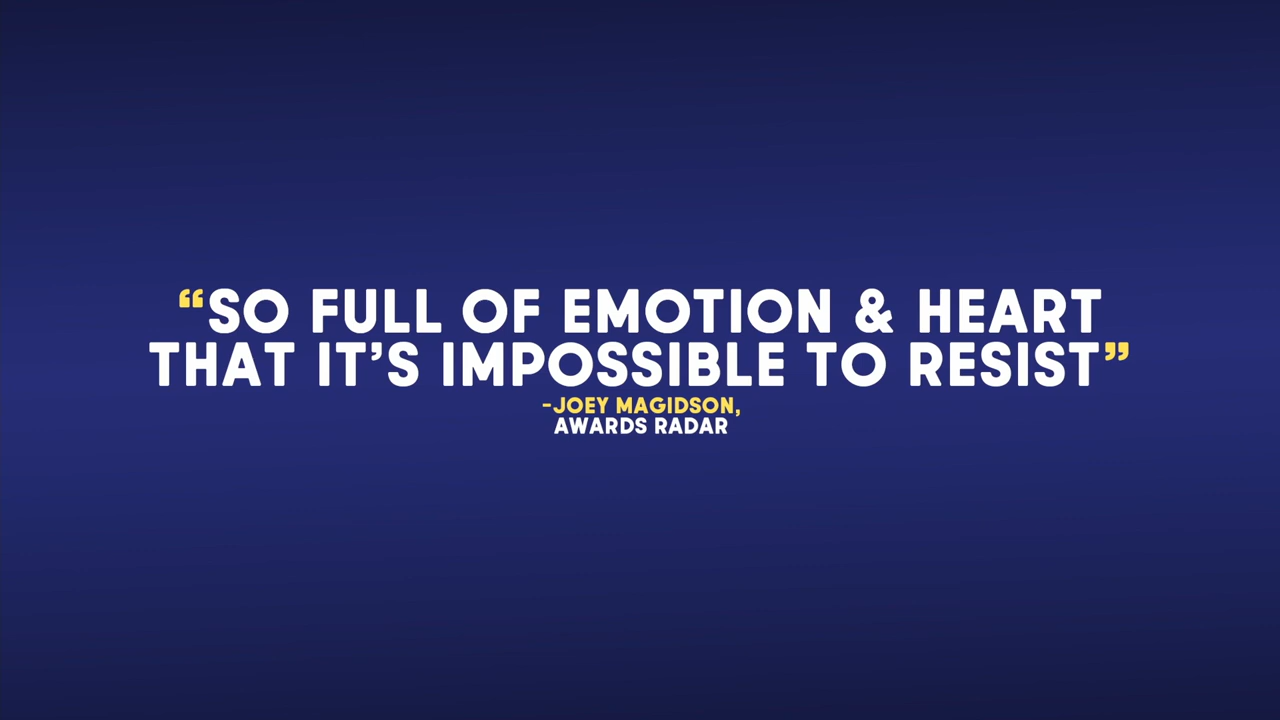 “SO FULL OF EMOTION & HEART
THAT IT’S IMPOSSIBLE TO RESIST”
-JOEY MAGIDSON,
AWARDS RADAR